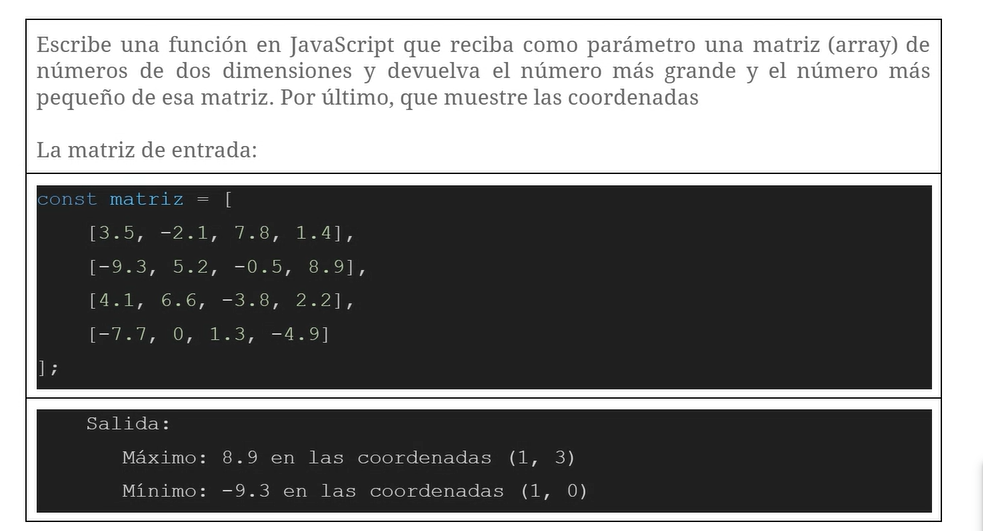 Escribe una función en JavaScript que reciba como parámetro una matriz (array) de
números de dos dimensiones y devuelva el número más grande y el número más
pequeño de esa matriz. Por último, que muestre las coordenadas
La matriz de entrada:
const matriz = [
[3.5, -2.1, 7.8, 1.4],
[-9.3, 5.2, -0.5, 8.9],
[4.1, 6.6, -3.8, 2.2],
[-7.7, 0, 1.3, -4.9]
];
Salida:
Máximo: 8.9 en las coordenadas (1, 3)
Mínimo: -9.3 en las coordenadas (1, 0)